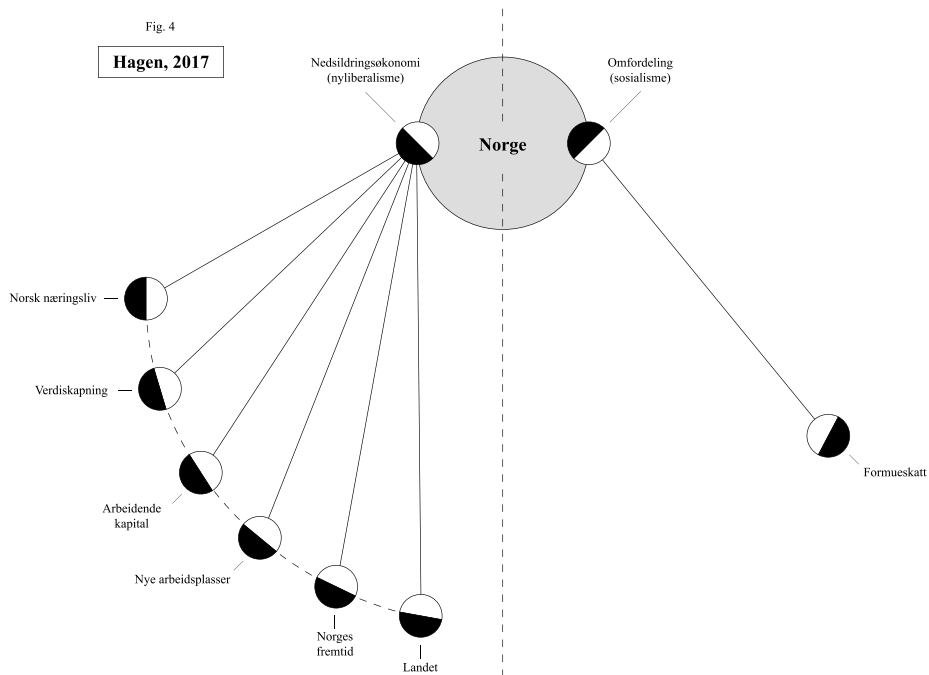 Fig. 4
Hagen, 2017
Nedsildringsøkonomi
(nyliberalisme)
Omfordeling
(sosialisme)
Norge
Norsk næringsliv
Verdiskapning
Arbeidende
kapital
Nye arbeidsplasser
Norges
fremtid
Landet
Formueskatt